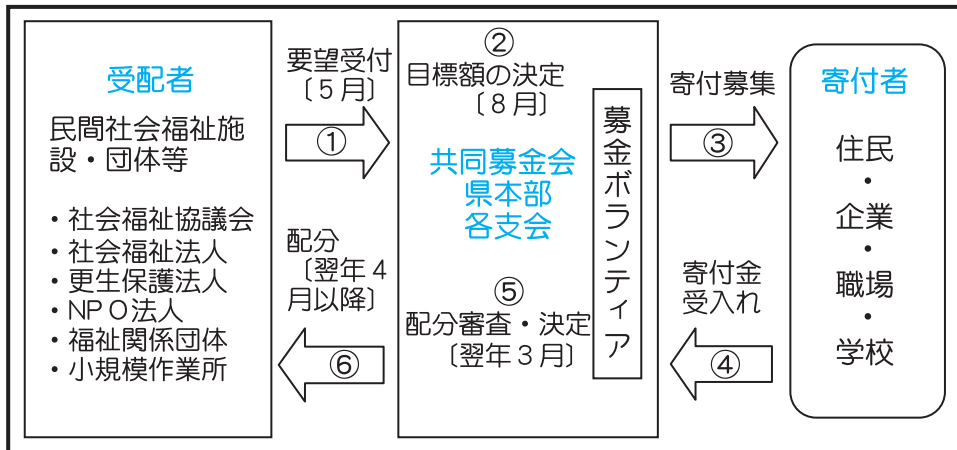 受配者
民間社会福祉施
設・団体等
・社会福祉協議会
・社会福祉法人
・更生保護法人
・NPO法人
・福祉関係団体
・小規模作業所
要望受付
〔5月〕
①
配分
〔翌年4
月以降〕
⑥
②
目標額の決定
〔8月〕
共同募金会
県本部
各支会
⑤
配分審査・決定
〔翌年3月〕
募金ボランティア
寄付募集
③
寄付金
受入れ
④
寄付者
住民
・
企業
・
職場
・
学校